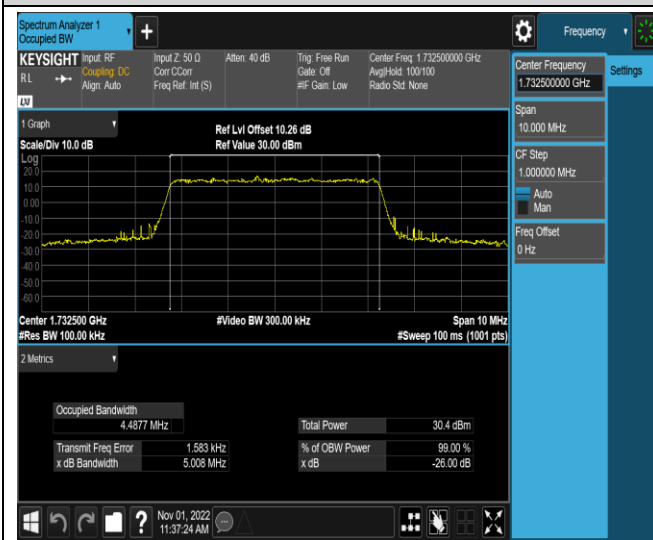 Spectrum Analyzer 1
Occupied BW
+
Frequency
KEYSIGHT
RL
LXI
Input: RF
Coupling: DC
Align: Auto
Input Z: 50 Ω
Corr CCorr
Freq Ref: Int (S)
Atten: 40 dB
Trig: Free Run
Gate: Off
#IF Gain: Low
Center Freq: 1.732500000 GHz
Avg|Hold: 100/100
Radio Std: None
Center Frequency
1.732500000 GHz
Settings
Span
10.000 MHz
CF Step
1.000000 MHz
Auto
Man
Freq Offset
0 Hz
1 Graph
Scale/Div 10.0 dB
Ref Lvl Offset 10.26 dB
Ref Value 30.00 dBm
Log
20.0
10.0
0.00
-10.0
-20.0
-30.0
-40.0
-50.0
-60.0
Center 1.732500 GHz
#Video BW 300.00 kHz
Span 10 MHz
#Res BW 100.00 kHz
#Sweep 100 ms (1001 pts)
2 Metrics
Occupied Bandwidth
4.4877 MHz
Total Power 30.4 dBm
Transmit Freq Error 1.583 kHz
% of OBW Power 99.00 %
x dB Bandwidth 5.008 MHz
x dB -26.00 dB
?
Nov 01, 2022
11:37:24 AM